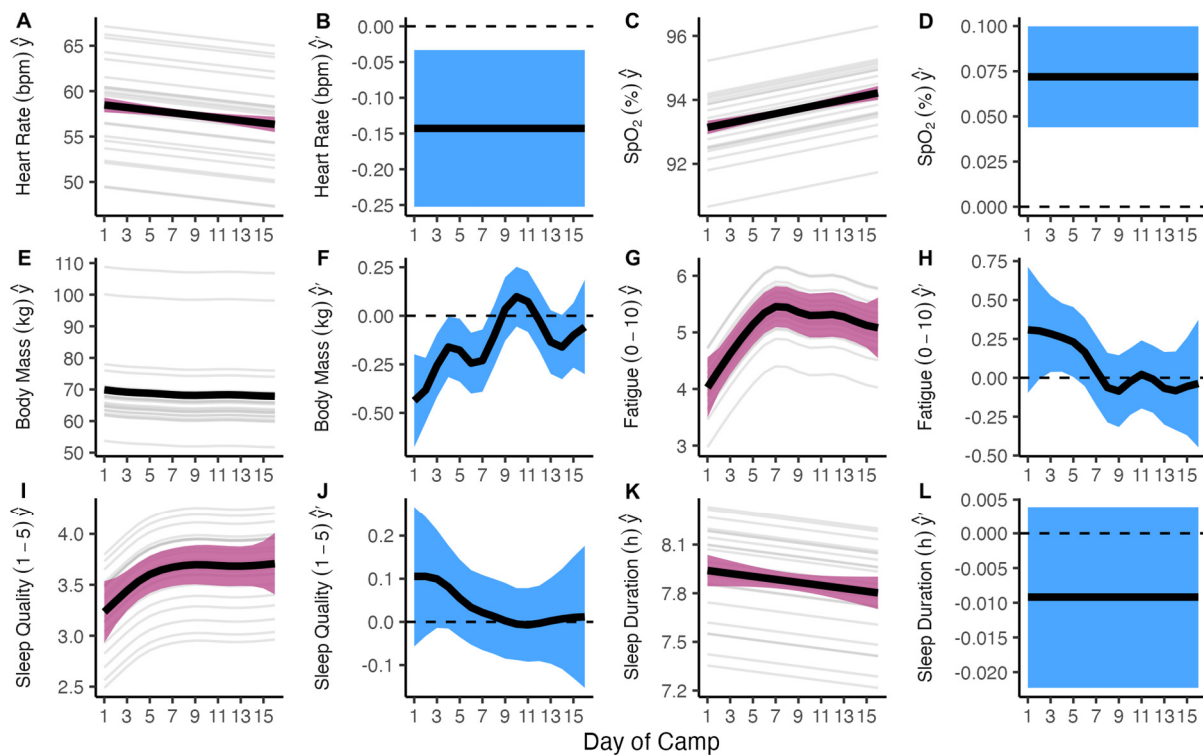 A
Heart Rate (bpm) ŷ
65
60
55
50
1 3 5 7 9 11 13 15
B
Heart Rate (bpm) ŷ′
0.00
-0.05
-0.10
-0.15
-0.20
-0.25
1 3 5 7 9 11 13 15
C
SpO₂ (%) ŷ
96
94
92
1 3 5 7 9 11 13 15
D
SpO₂ (%) ŷ′
0.100
0.075
0.050
0.025
0.000
1 3 5 7 9 11 13 15
E
Body Mass (kg) ŷ
110
100
90
80
70
60
50
1 3 5 7 9 11 13 15
F
Body Mass (kg) ŷ′
0.25
0.00
-0.25
-0.50
1 3 5 7 9 11 13 15
G
Fatigue (0 – 10) ŷ
6
5
4
3
1 3 5 7 9 11 13 15
H
Fatigue (0 – 10) ŷ′
0.75
0.50
0.25
0.00
-0.25
-0.50
1 3 5 7 9 11 13 15
I
Sleep Quality (1 – 5) ŷ
4.0
3.5
3.0
2.5
1 3 5 7 9 11 13 15
J
Sleep Quality (1 – 5) ŷ′
0.2
0.1
0.0
-0.1
1 3 5 7 9 11 13 15
K
Sleep Duration (h) ŷ
8.1
7.8
7.5
7.2
1 3 5 7 9 11 13 15
L
Sleep Duration (h) ŷ′
0.005
0.000
-0.005
-0.010
-0.015
-0.020
1 3 5 7 9 11 13 15
Day of Camp